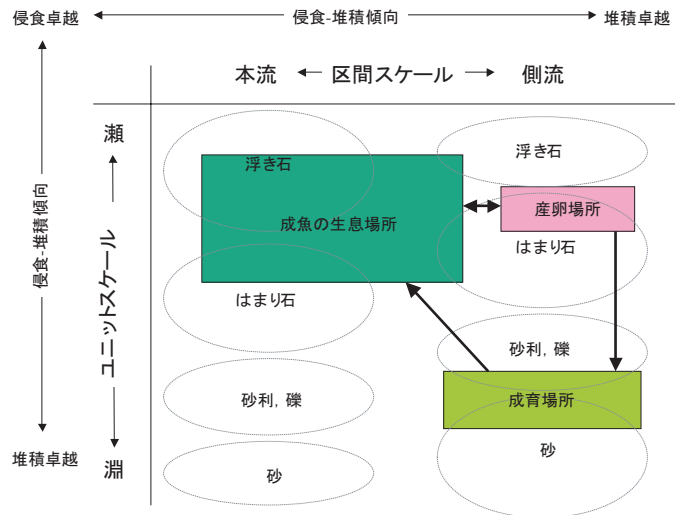 侵食卓越
侵食-堆積傾向
堆積卓越
本流
区間スケール
側流
瀬
浮き石
浮き石
成魚の生息場所
産卵場所
はまり石
はまり石
侵食-堆積傾向
ユニットスケール
砂利, 礫
砂利, 礫
成育場所
堆積卓越
淵
砂
砂